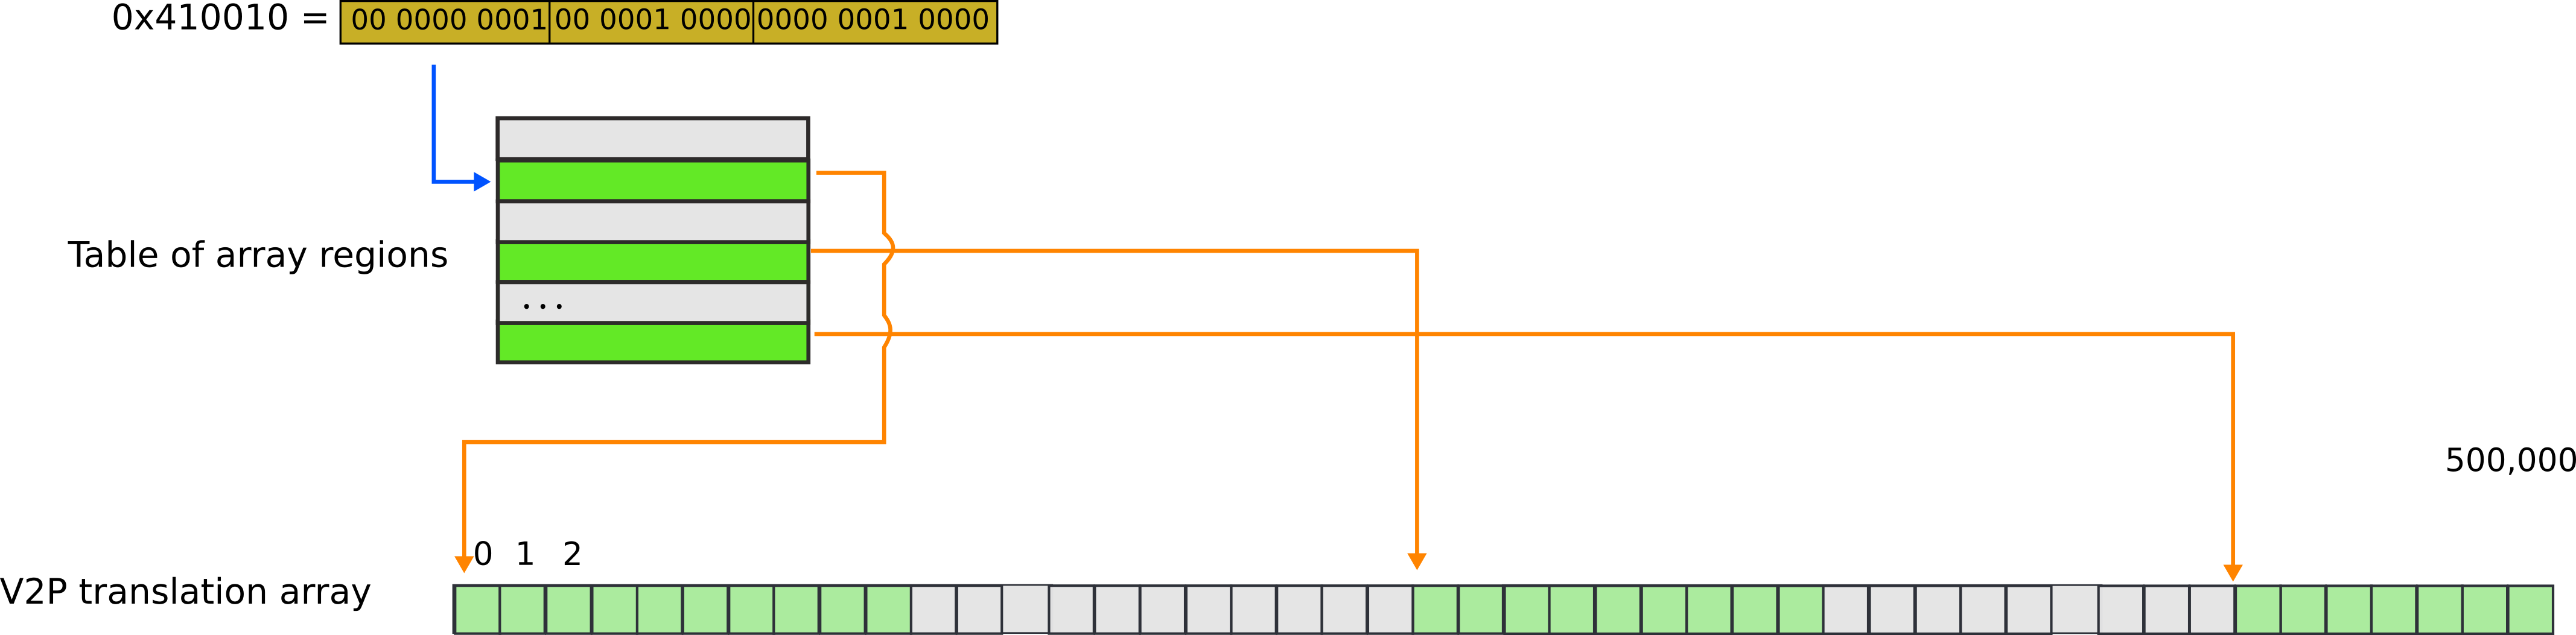 0x410010 = 00 0000 0001 00 0001 0000 0000 0001 0000
Table of array regions
...
500,000
0 1 2
V2P translation array